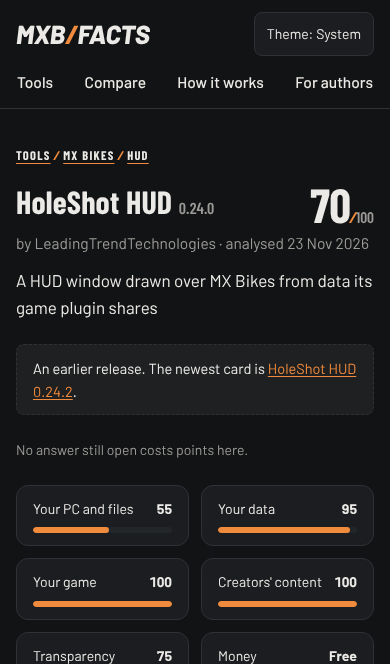 MXB/FACTS
Theme: System
Tools Compare How it works For authors
TOOLS / MX BIKES / HUD
HoleShot HUD 0.24.0
70/100
by LeadingTrendTechnologies · analysed 23 Nov 2026
A HUD window drawn over MX Bikes from data its
game plugin shares
An earlier release. The newest card is HoleShot HUD
0.24.2.
No answer still open costs points here.
Your PC and files 55
Your data 95
Your game 100
Creators' content 100
Transparency 75
Money Free